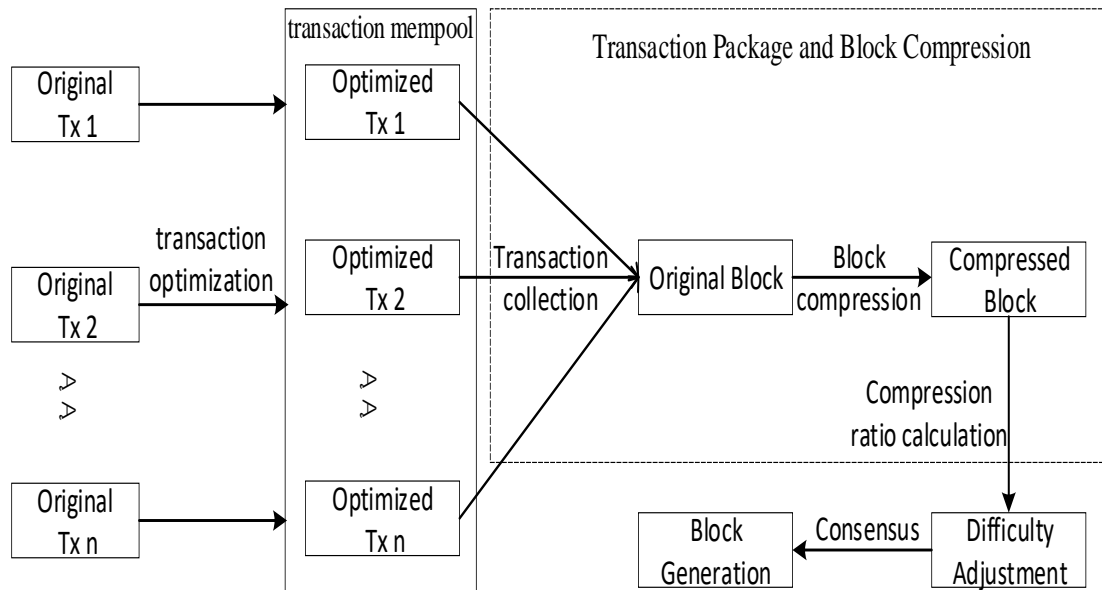 transaction mempool
Transaction Package and Block Compression
Original
Tx 1
Optimized
Tx 1
transaction
optimization
Original
Tx 2
Optimized
Tx 2
Transaction
collection
Original Block
Block
compression
Compressed
Block
A
A
A
A
Compression
ratio calculation
Original
Tx n
Optimized
Tx n
Block
Generation
Consensus
Difficulty
Adjustment